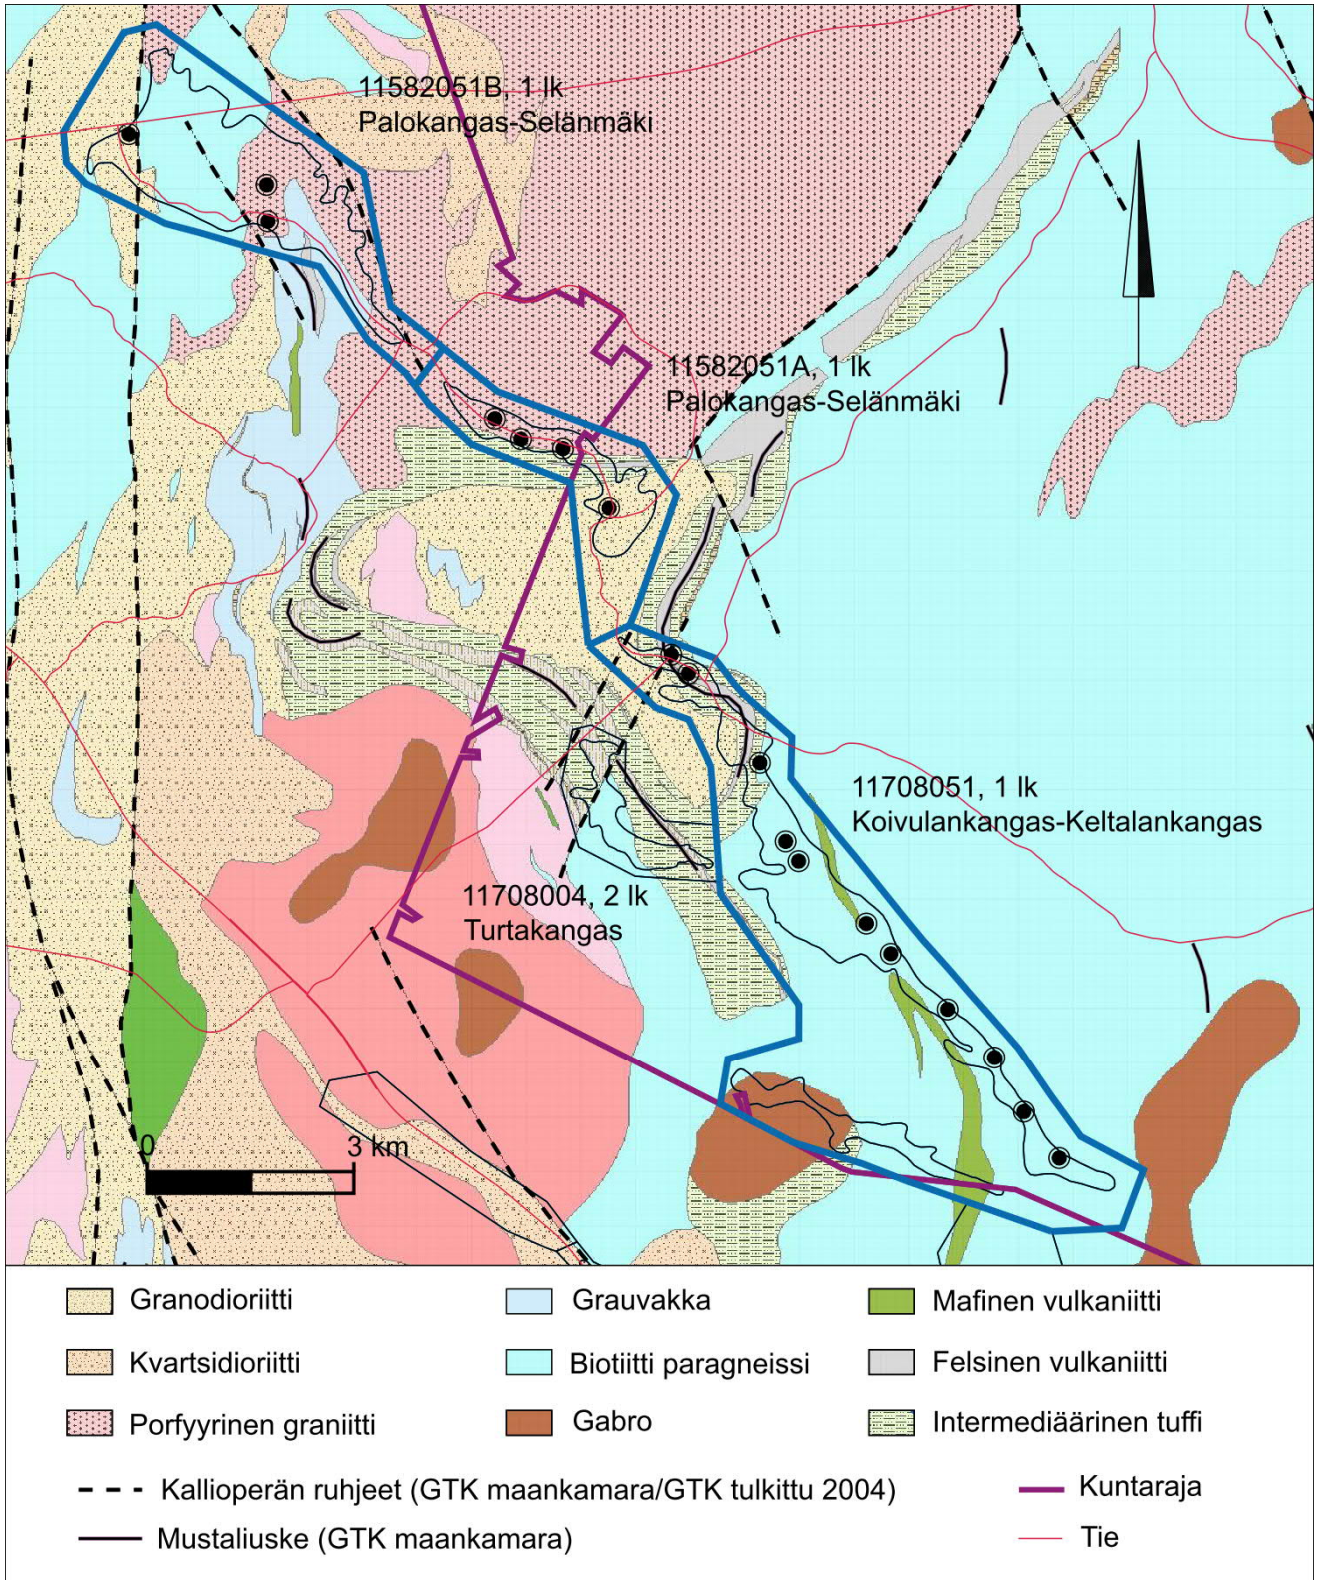 11582051B, 1 lk
Palokangas-Selänmäki
11582051A, 1 lk
Palokangas-Selänmäki
11708051, 1 lk
Koivulankangas-Keltalankangas
11708004, 2 lk
Turtakangas
0 3 km
Granodioriitti
Grauvakka
Mafinen vulkaniitti
Kvartsidioriitti
Biotiitti paragneissi
Felsinen vulkaniitti
Porfyyrinen graniitti
Gabro
Intermediäärinen tuffi
Kallioperän ruhjeet (GTK maankamara/GTK tulkittu 2004)
Kuntaraja
Mustaliuske (GTK maankamara)
Tie